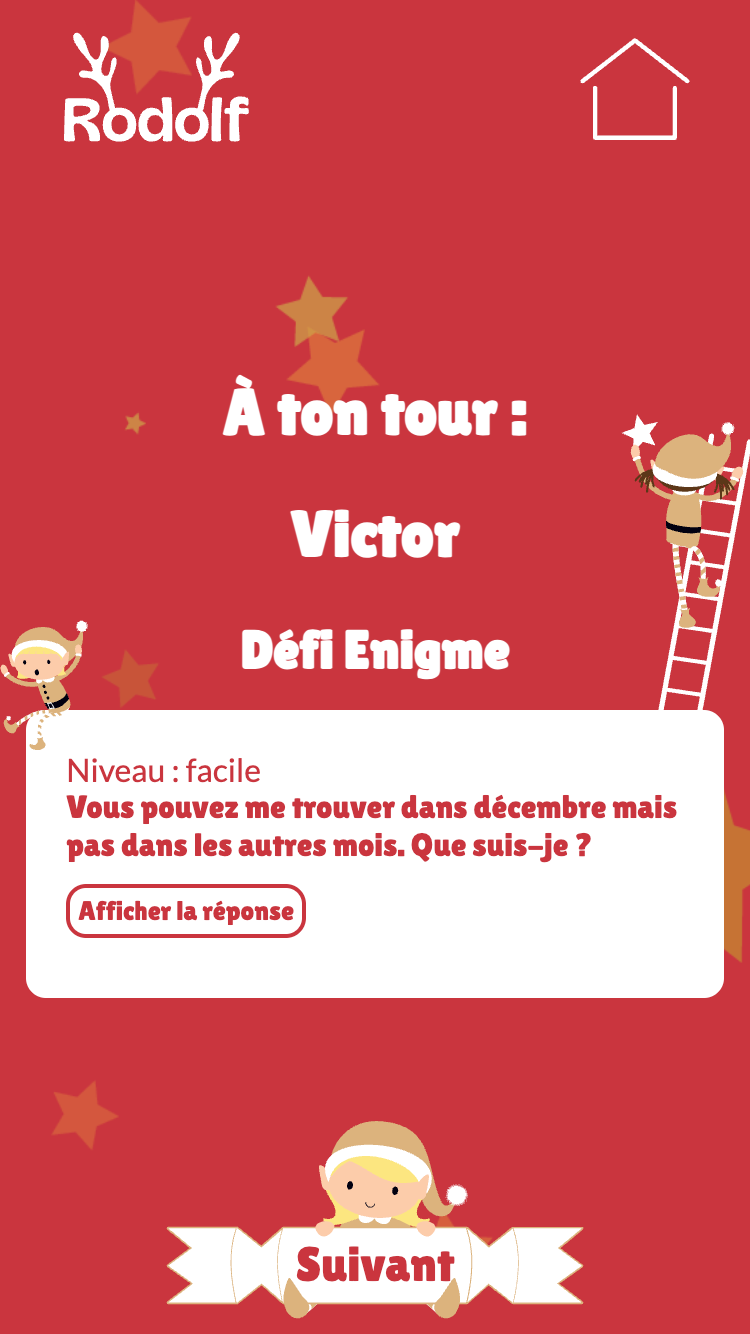 Rodolf
À ton tour :
Victor
Défi Enigme
Niveau : facile
Vous pouvez me trouver dans décembre mais
pas dans les autres mois. Que suis-je ?
Afficher la réponse
Suivant